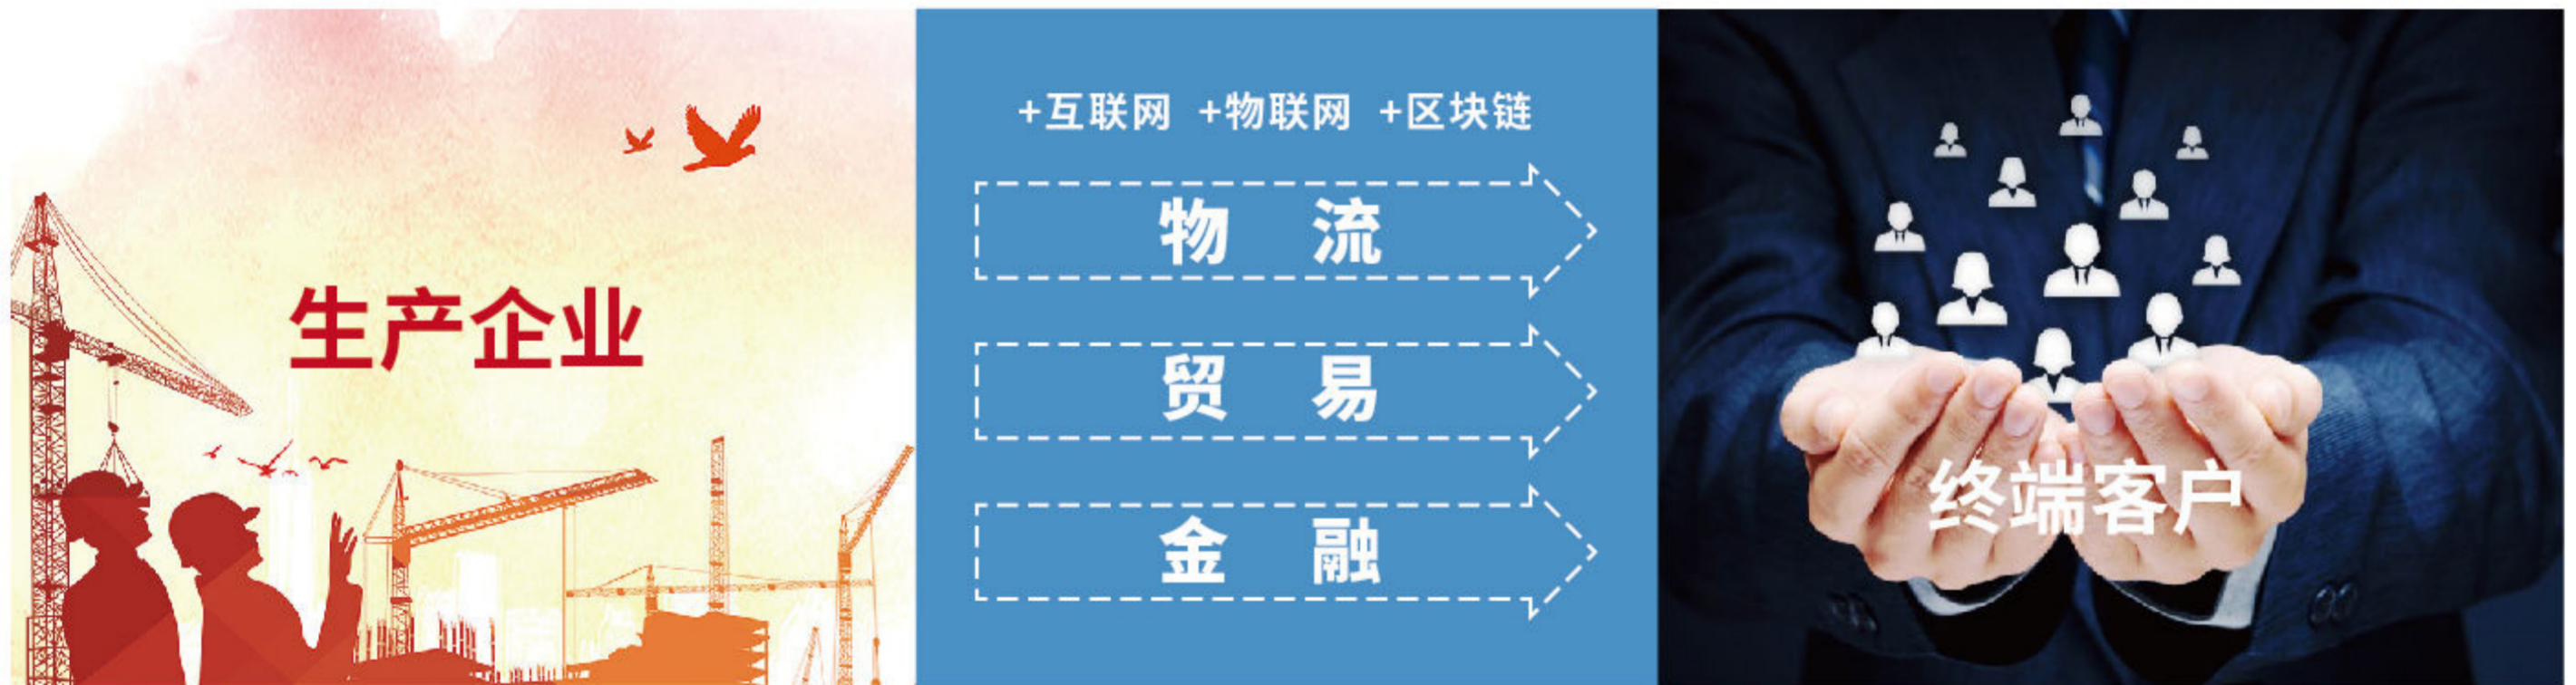 生产企业
+互联网 +物联网 +区块链
物 流
贸 易
金 融
终端客户